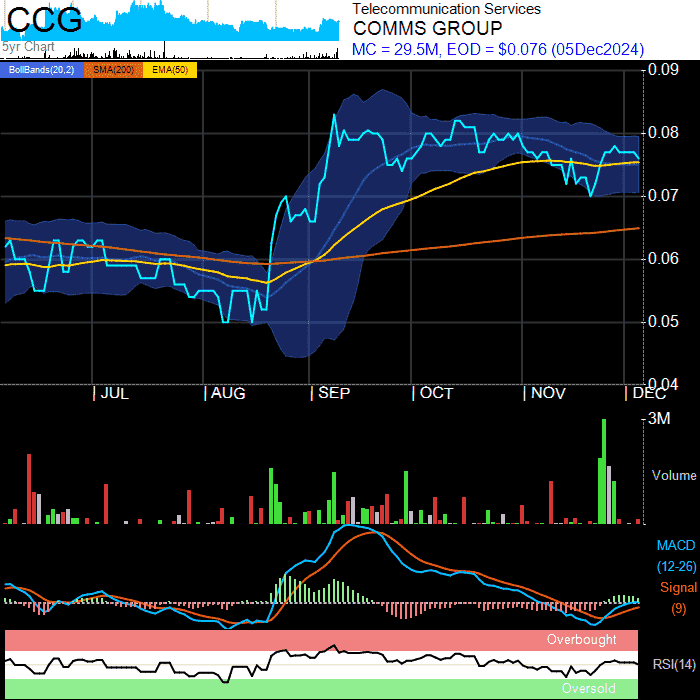 CCG
5yr Chart
Telecommunication Services
COMMS GROUP
MC = 29.5M, EOD = $0.076 (05Dec2024)
BollBands(20,2) SMA(200) EMA(50)
0.09
0.08
0.07
0.06
0.05
0.04
JUL AUG SEP OCT NOV DEC
3M
Volume
MACD
(12-26)
Signal
(9)
Overbought
RSI(14)
Oversold